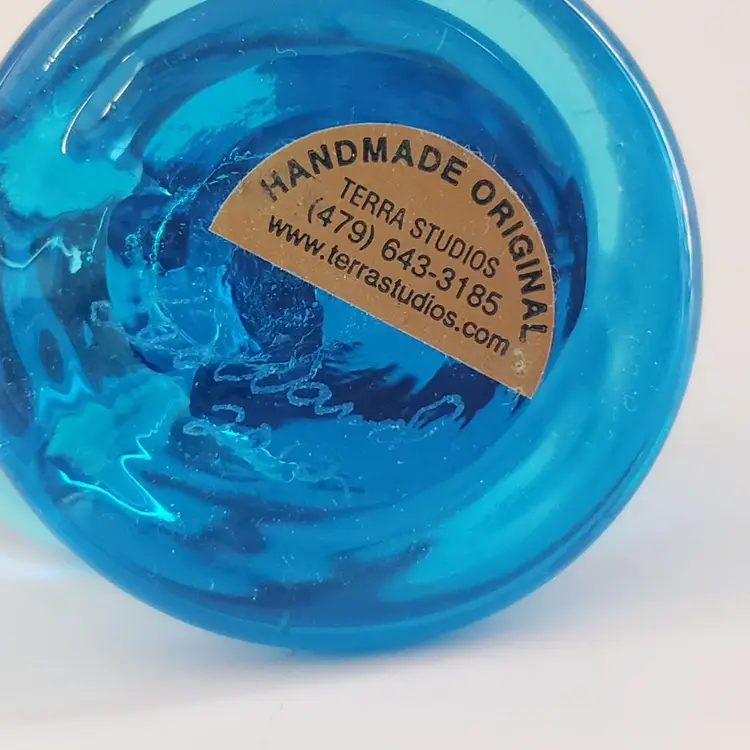 HANDMADE ORIGINAL
TERRA STUDIOS
(479) 643-3185
www.terrastudios.com